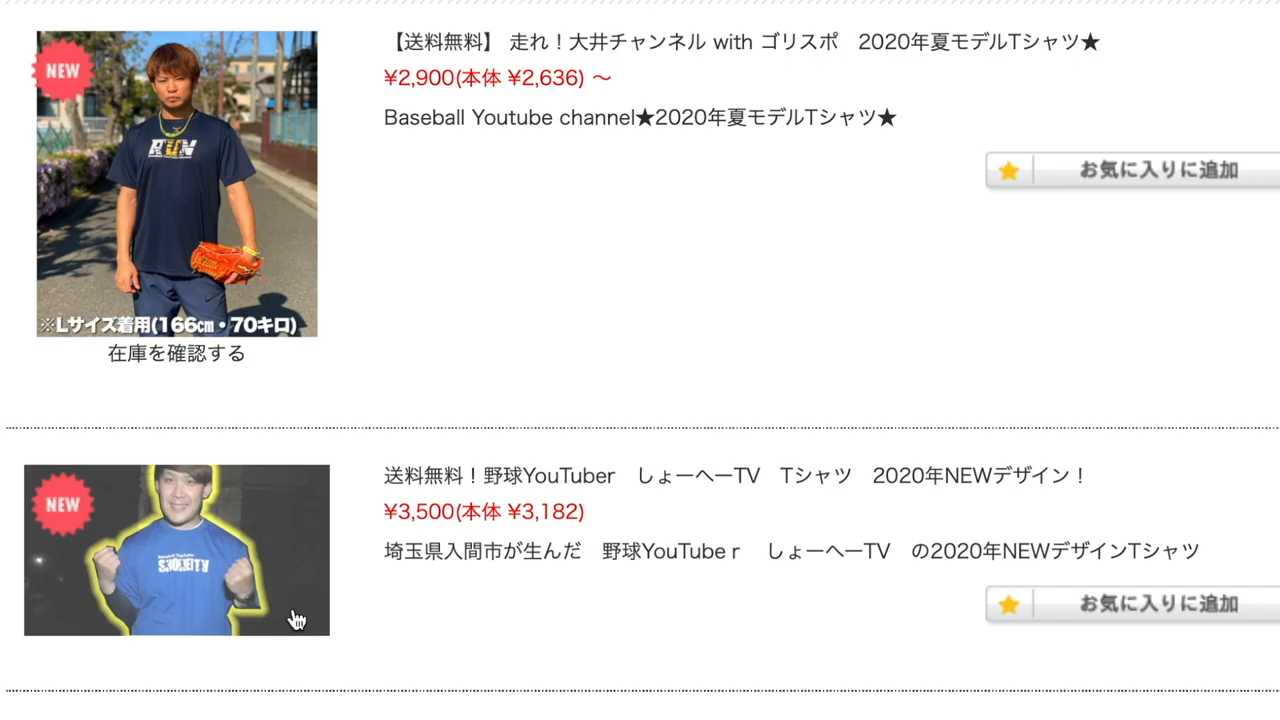 NEW
RUN
※Lサイズ着用(166㎝・70キロ)
在庫を確認する
【送料無料】 走れ！大井チャンネル with ゴリスポ　2020年夏モデルTシャツ★
¥2,900(本体 ¥2,636) ～
Baseball Youtube channel★2020年夏モデルTシャツ★
お気に入りに追加
NEW
Baseball YouTuber
送料無料！野球YouTuber　しょーへーTV　Tシャツ　2020年NEWデザイン！
¥3,500(本体 ¥3,182)
埼玉県入間市が生んだ　野球YouTubeｒ　しょーへーTV　の2020年NEWデザインTシャツ
お気に入りに追加